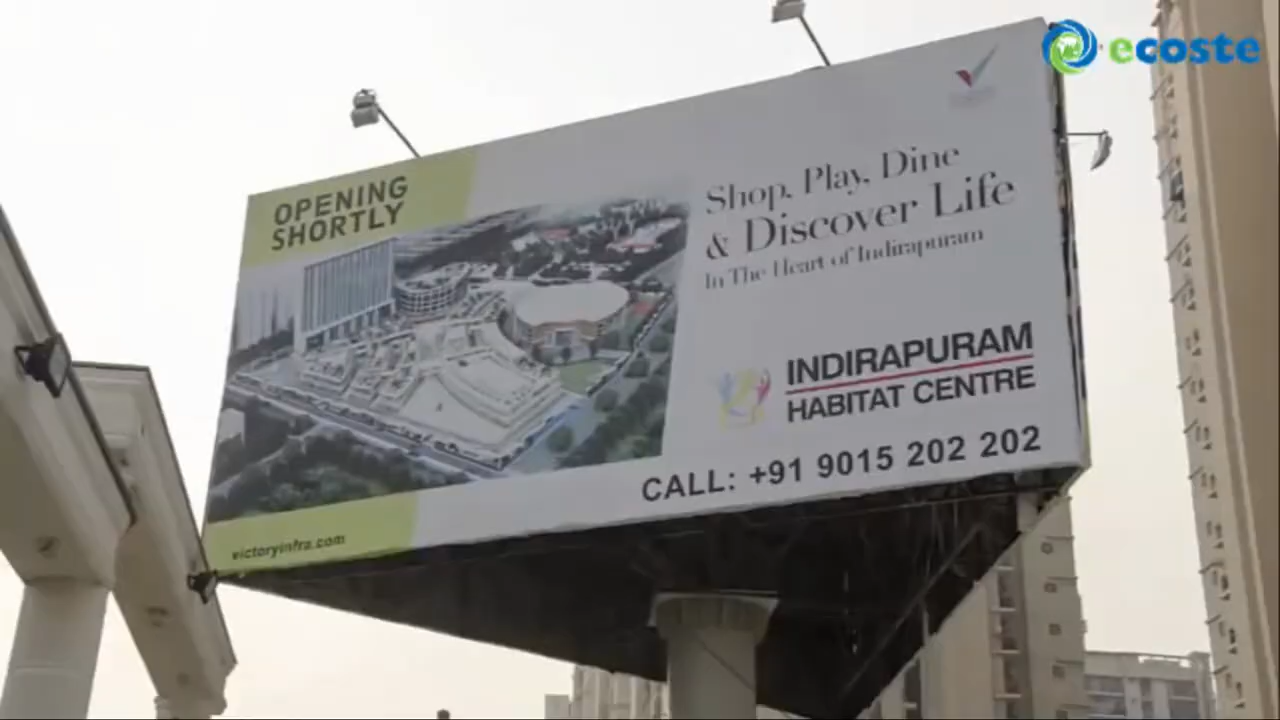 ecoste
OPENING
SHORTLY
Shop, Play, Dine
& Discover Life
In The Heart of Indirapuram
INDIRAPURAM
HABITAT CENTRE
CALL: +91 9015 202 202
victoryinfra.com